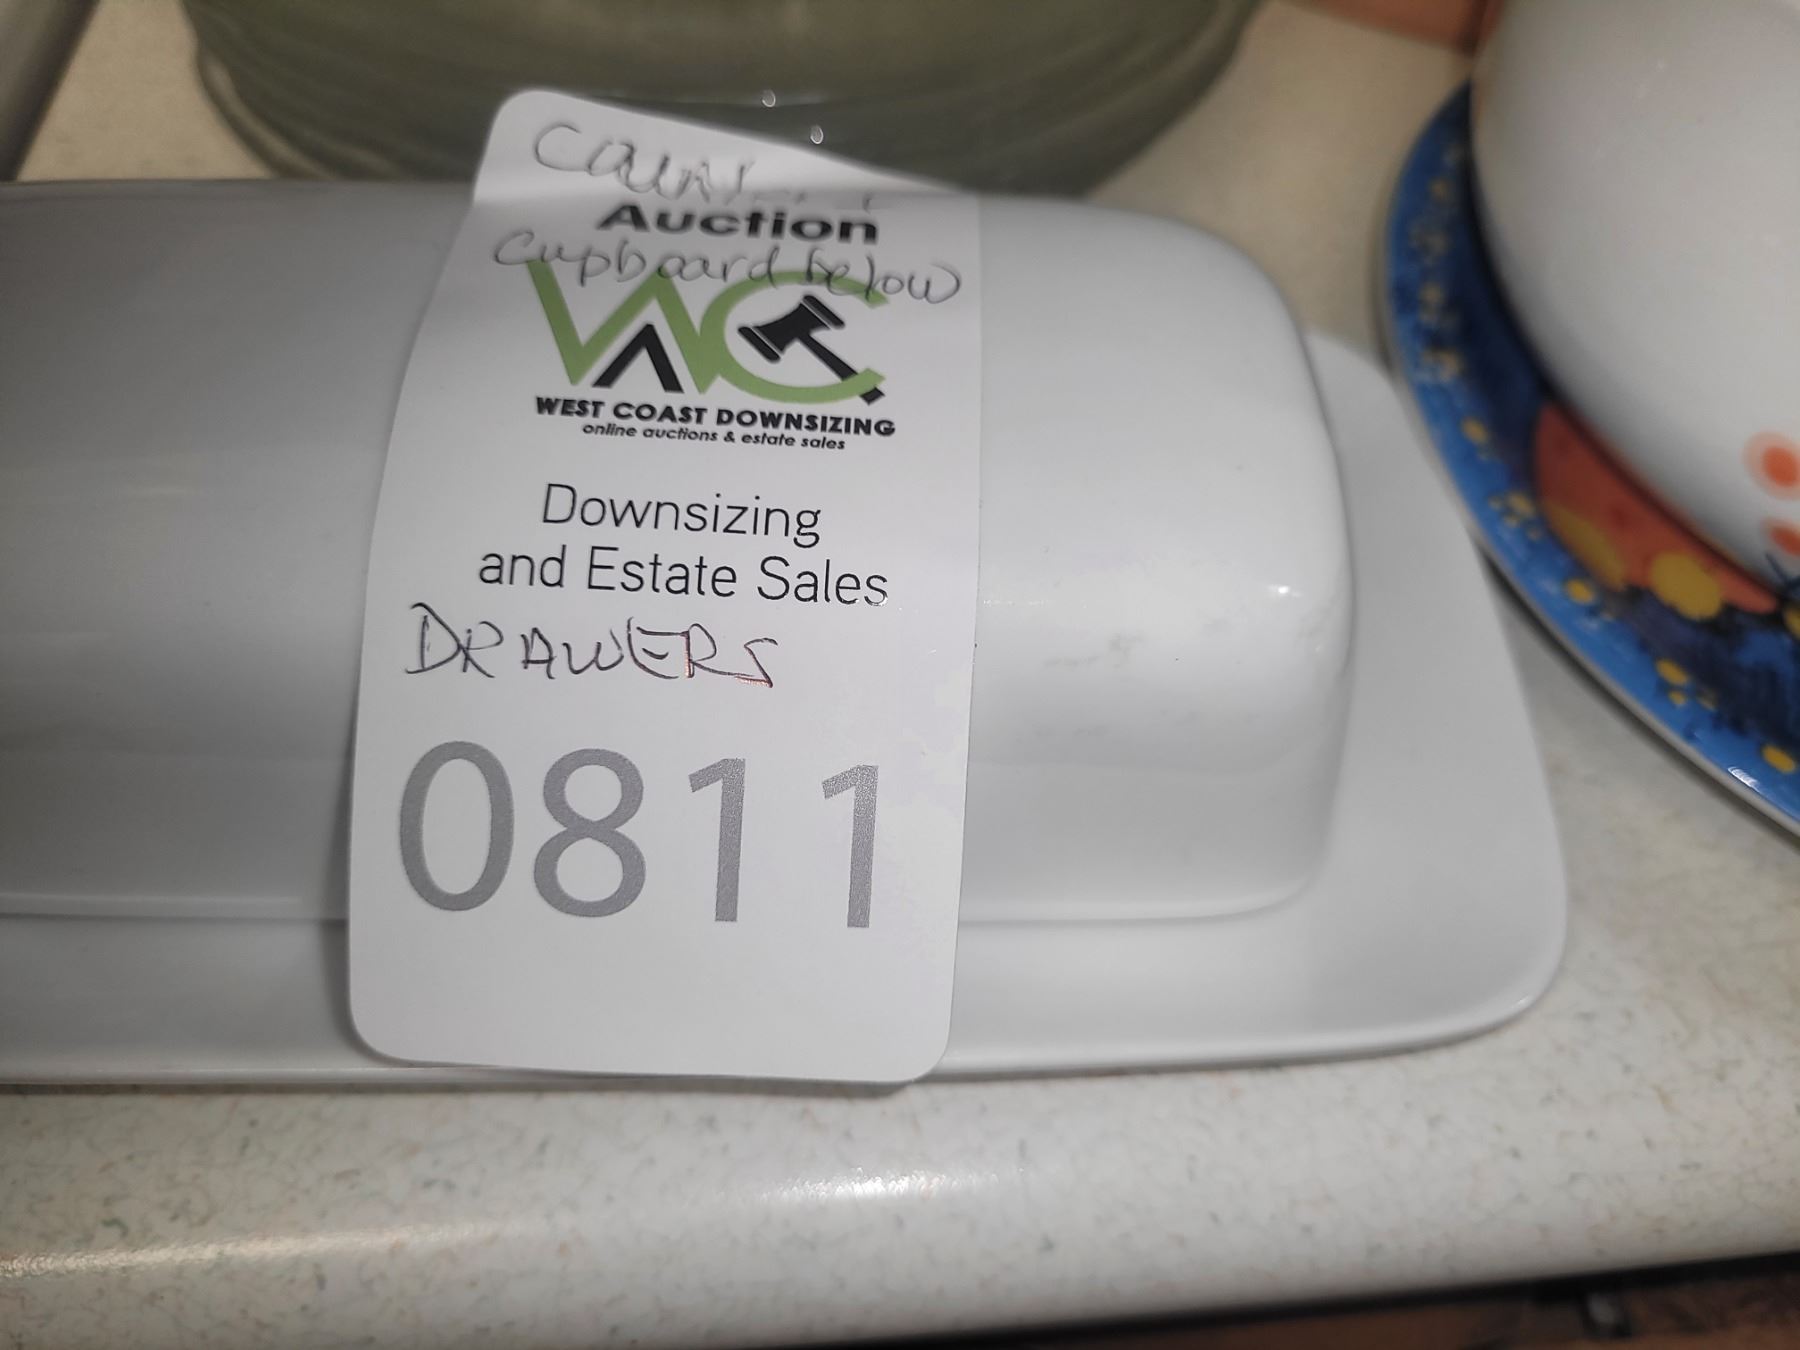 Auction
Cupboard below
WEST COAST DOWNSIZING
online auctions & estate sales
Downsizing
and Estate Sales
DRAWERS
0811